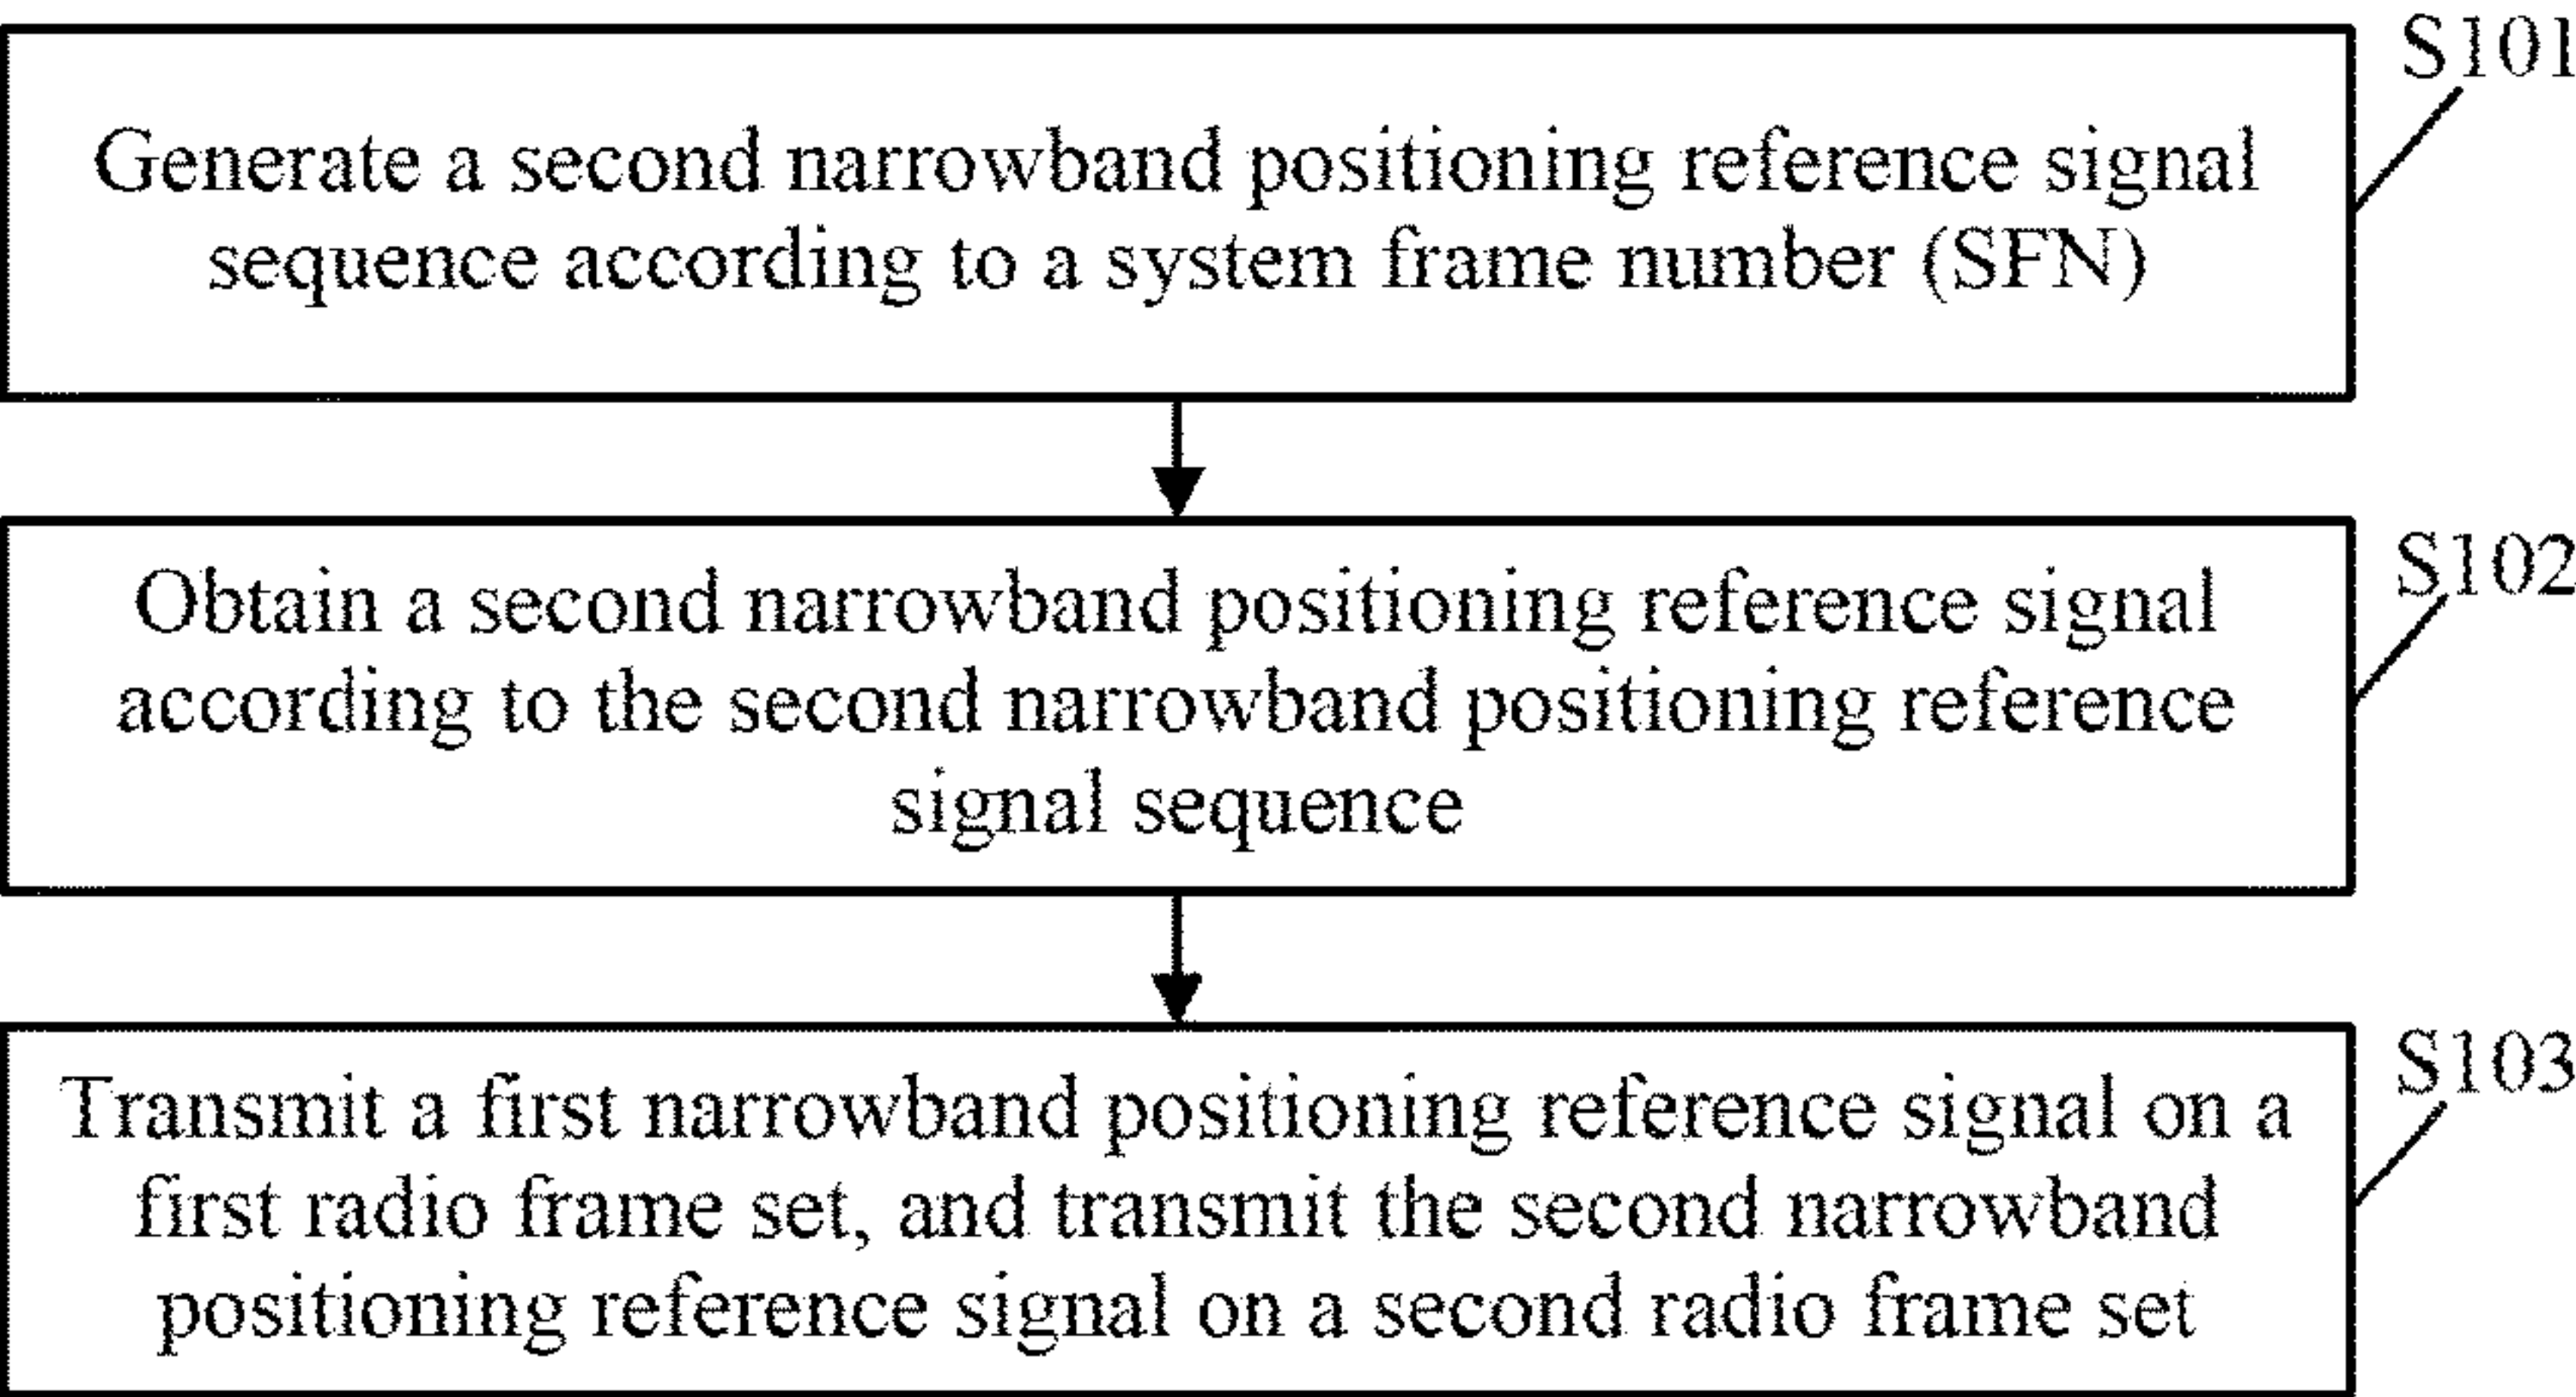 S101
Generate a second narrowband positioning reference signal
sequence according to a system frame number (SFN)
S102
Obtain a second narrowband positioning reference signal
according to the second narrowband positioning reference
signal sequence
S103
Transmit a first narrowband positioning reference signal on a
first radio frame set, and transmit the second narrowband
positioning reference signal on a second radio frame set